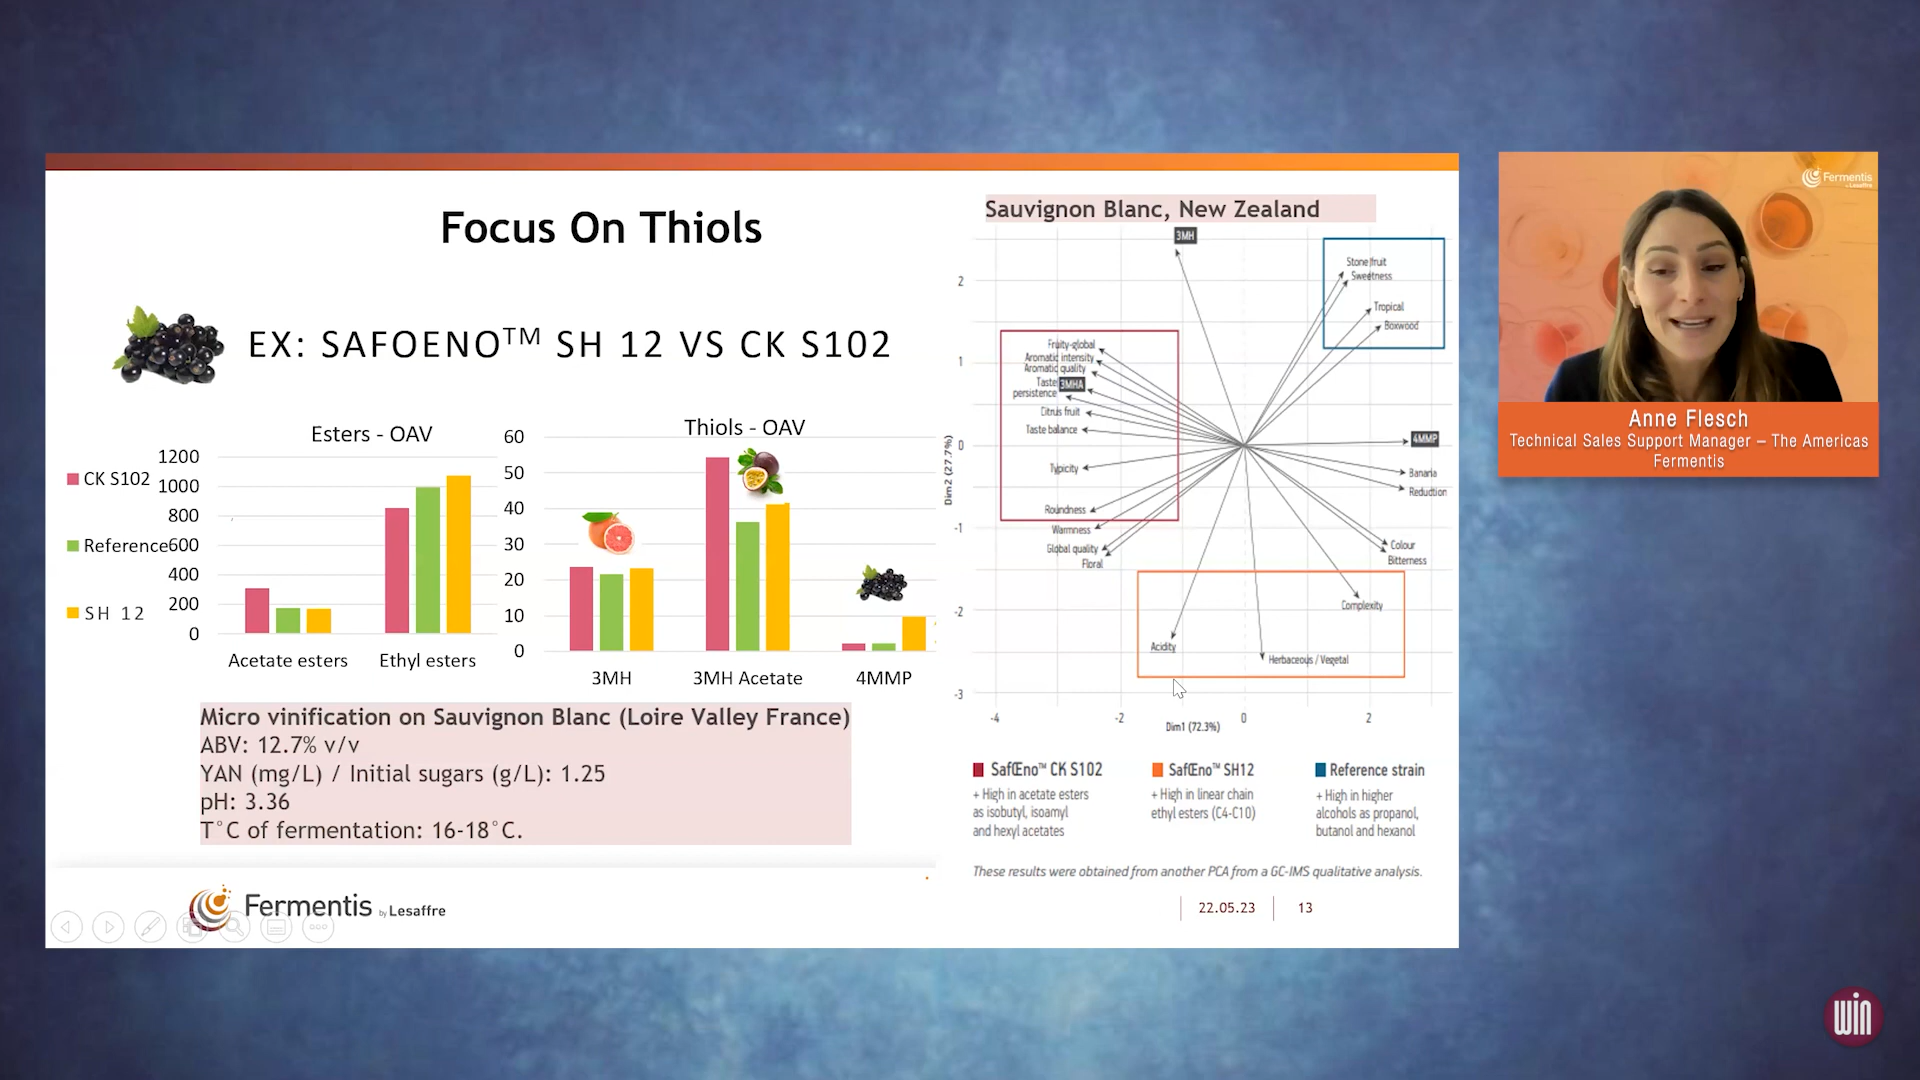 Focus On Thiols
EX: SAFOENO™ SH 12 VS CK S102
Esters - OAV
1200
1000
800
600
400
200
0
CK S102
Reference
SH 12
Acetate esters
Ethyl esters
Thiols - OAV
60
50
40
30
20
10
0
3MH
3MH Acetate
4MMP
Micro vinification on Sauvignon Blanc (Loire Valley France)
ABV: 12.7% v/v
YAN (mg/L) / Initial sugars (g/L): 1.25
pH: 3.36
T°C of fermentation: 16-18°C.
Fermentis by Lesaffre
Sauvignon Blanc, New Zealand
3MH
Stone fruit
Sweetness
Tropical
Boxwood
Fruity-global
Aromatic intensity
Aromatic quality
Taste
persistence
3MHA
Citrus fruit
Taste balance
Typicity
Roundness
Warmness
Global quality
Floral
4MMP
Banana
Reduction
Colour
Bitterness
Complexity
Acidity
Herbaceous / Vegetal
2
1
0
-1
-2
-3
Dim2 (27.7%)
-4
-2
0
2
Dim1 (72.3%)
SafŒno™ CK S102
+ High in acetate esters
as isobutyl, isoamyl
and hexyl acetates
SafŒno™ SH12
+ High in linear chain
ethyl esters (C4-C10)
Reference strain
+ High in higher
alcohols as propanol,
butanol and hexanol
These results were obtained from another PCA from a GC-IMS qualitative analysis.
22.05.23
13
Fermentis
by Lesaffre
Anne Flesch
Technical Sales Support Manager – The Americas
Fermentis
win